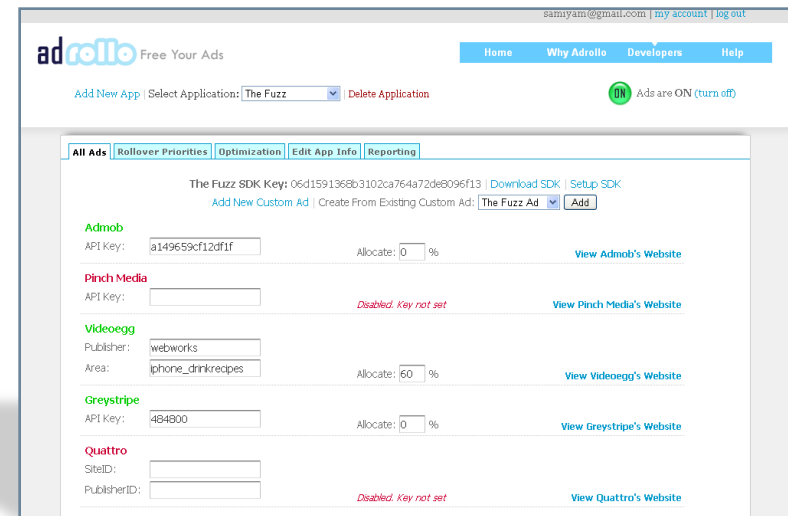 samiyam@gmail.com | my account | log out
adrollo Free Your Ads
Home Why Adrollo Developers Help
Add New App | Select Application: The Fuzz | Delete Application ON Ads are ON (turn off)
All Ads Rollover Priorities Optimization Edit App Info Reporting
The Fuzz SDK Key: 06d1591368b3102ca764a72de8096f13 | Download SDK | Setup SDK
Add New Custom Ad | Create From Existing Custom Ad: The Fuzz Ad Add
Admob
API Key: a149659cf12df1f Allocate: 0 % View Admob's Website
Pinch Media
API Key: Disabled. Key not set View Pinch Media's Website
Videoegg
Publisher: webworks
Area: iphone_drinkrecipes Allocate: 60 % View Videoegg's Website
Greystripe
API Key: 484800 Allocate: 0 % View Greystripe's Website
Quattro
SiteID:
PublisherID: Disabled. Key not set View Quattro's Website